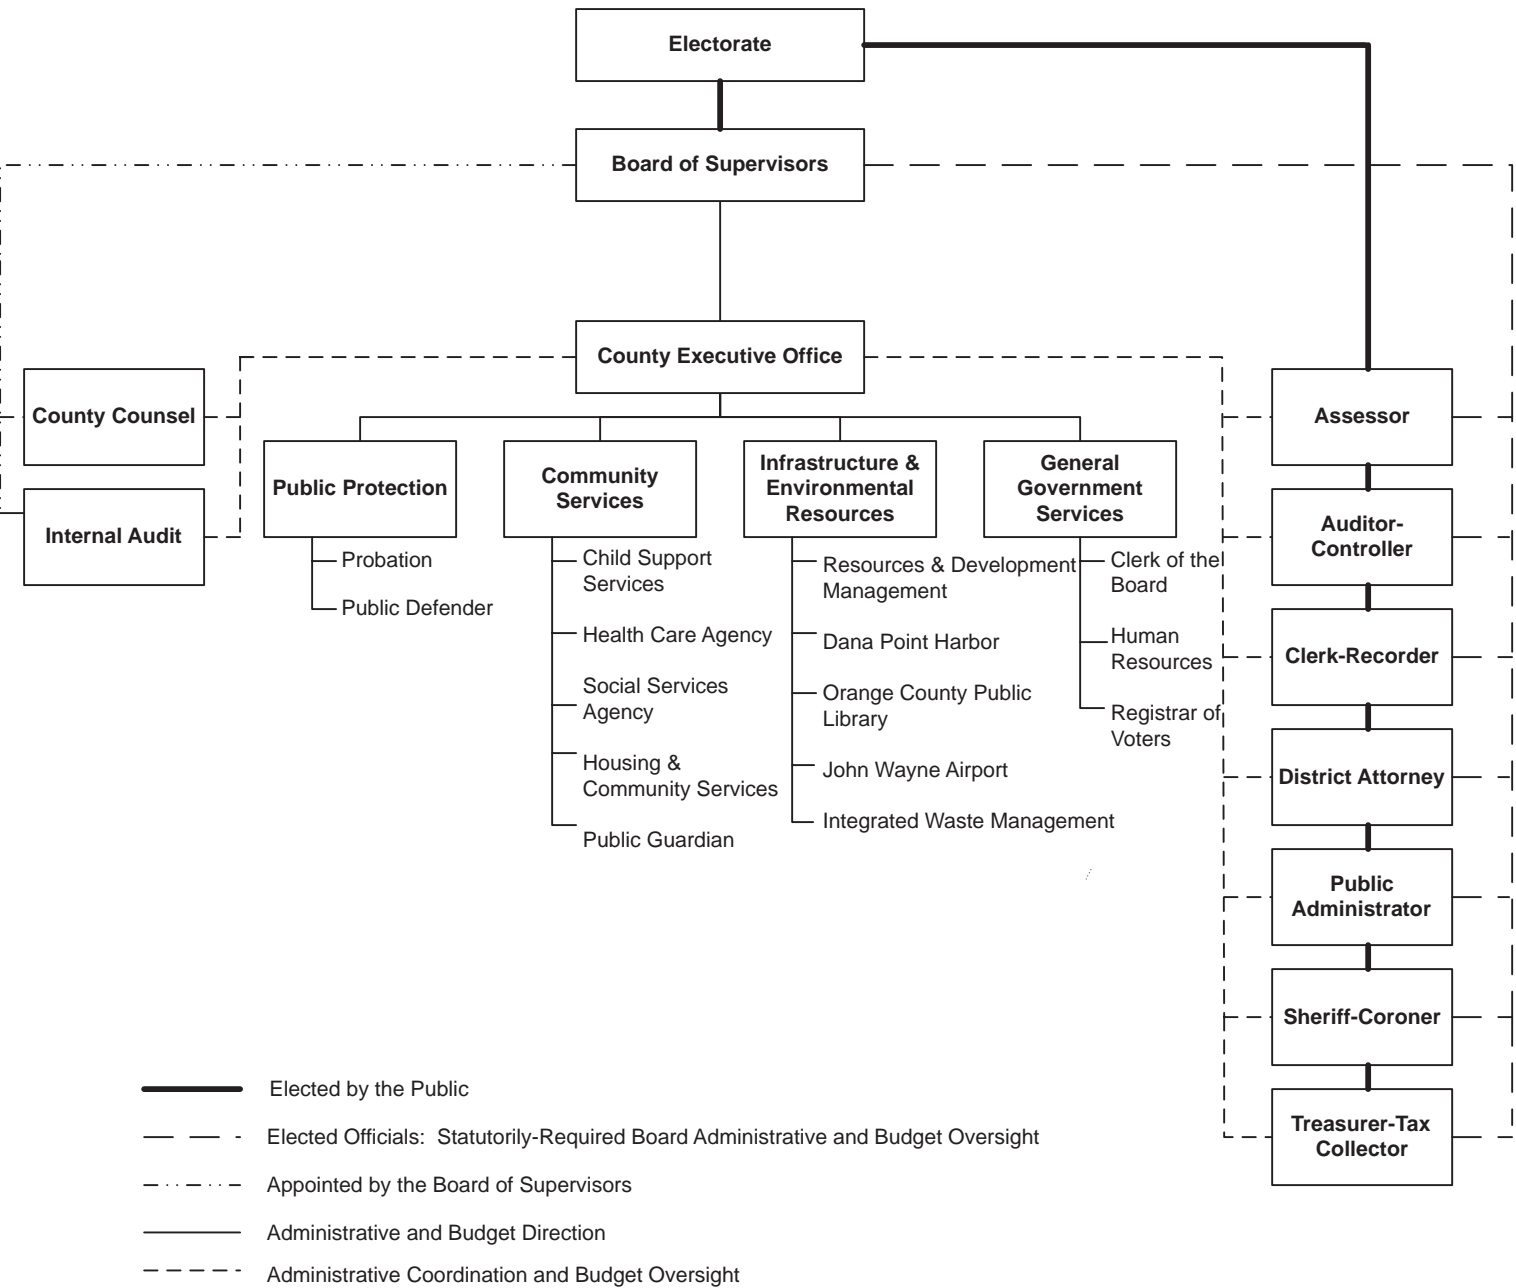 Electorate
Board of Supervisors
County Executive Office
County Counsel
Internal Audit
Public Protection
Probation
Public Defender
Community
Services
Child Support
Services
Health Care Agency
Social Services
Agency
Housing &
Community Services
Public Guardian
Infrastructure &
Environmental
Resources
Resources & Development
Management
Dana Point Harbor
Orange County Public
Library
John Wayne Airport
Integrated Waste Management
General
Government
Services
Clerk of the
Board
Human
Resources
Registrar of
Voters
Assessor
Auditor-
Controller
Clerk-Recorder
District Attorney
Public
Administrator
Sheriff-Coroner
Treasurer-Tax
Collector
Elected by the Public
Elected Officials: Statutorily-Required Board Administrative and Budget Oversight
Appointed by the Board of Supervisors
Administrative and Budget Direction
Administrative Coordination and Budget Oversight